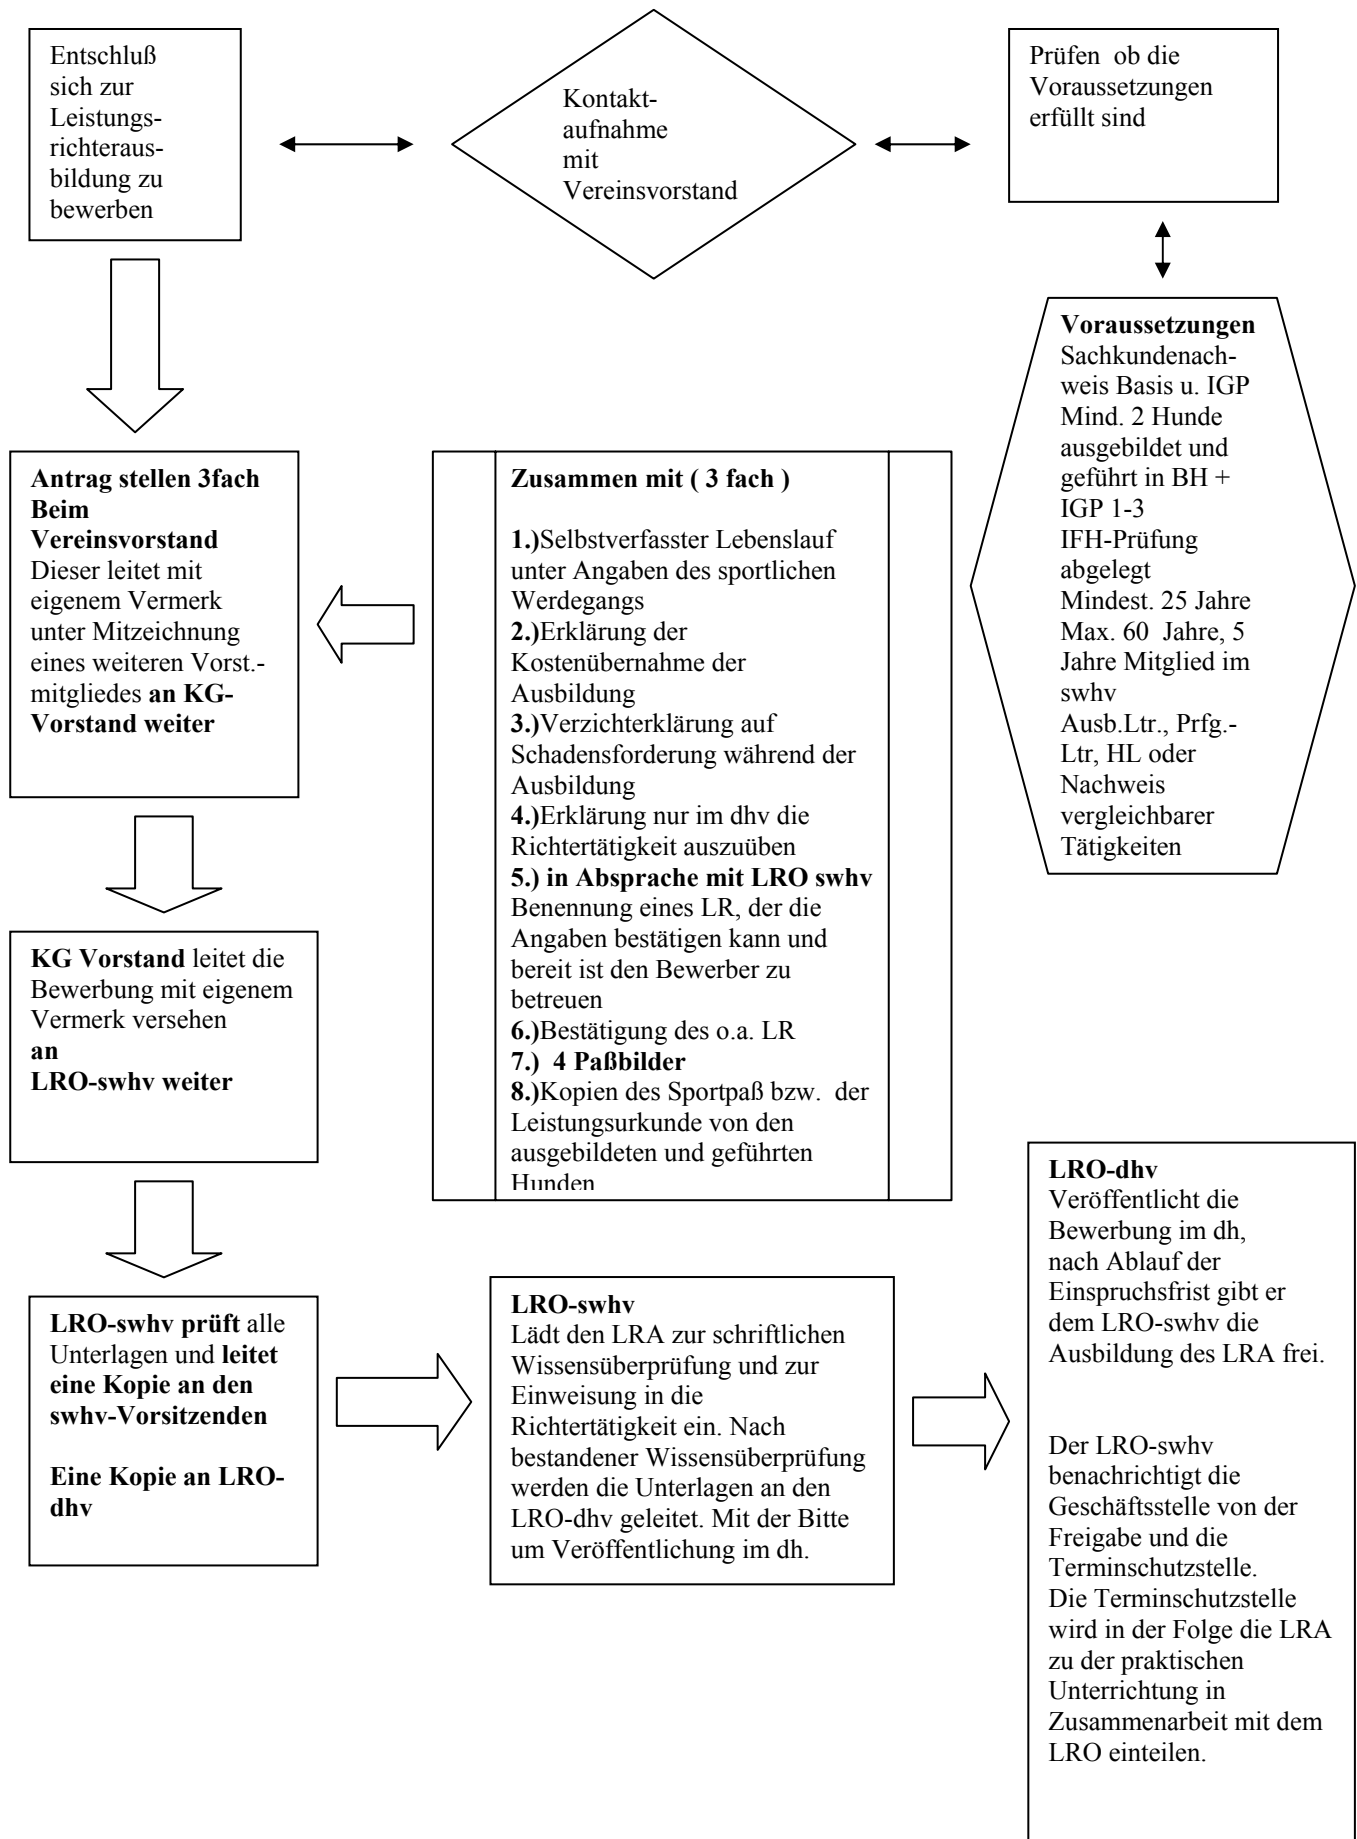 Entschluß
sich zur
Leistungs-
richteraus-
bildung zu
bewerben
Kontakt-
aufnahme
mit
Vereinsvorstand
Prüfen ob die
Voraussetzungen
erfüllt sind
Voraussetzungen
Sachkundenach-
weis Basis u. IGP
Mind. 2 Hunde
ausgebildet und
geführt in BH +
IGP 1-3
IFH-Prüfung
abgelegt
Mindest. 25 Jahre
Max. 60 Jahre, 5
Jahre Mitglied im
swhv
Ausb.Ltr., Prfg.-
Ltr, HL oder
Nachweis
vergleichbarer
Tätigkeiten
Antrag stellen 3fach
Beim
Vereinsvorstand
Dieser leitet mit
eigenem Vermerk
unter Mitzeichnung
eines weiteren Vorst.-
mitgliedes an KG-
Vorstand weiter
Zusammen mit ( 3 fach )
1.)Selbstverfasster Lebenslauf
unter Angaben des sportlichen
Werdegangs
2.)Erklärung der
Kostenübernahme der
Ausbildung
3.)Verzichterklärung auf
Schadensforderung während der
Ausbildung
4.)Erklärung nur im dhv die
Richtertätigkeit auszuüben
5.) in Absprache mit LRO swhv
Benennung eines LR, der die
Angaben bestätigen kann und
bereit ist den Bewerber zu
betreuen
6.)Bestätigung des o.a. LR
7.) 4 Paßbilder
8.)Kopien des Sportpaß bzw. der
Leistungsurkunde von den
ausgebildeten und geführten
Hunden
KG Vorstand leitet die
Bewerbung mit eigenem
Vermerk versehen
an
LRO-swhv weiter
LRO-swhv prüft alle
Unterlagen und leitet
eine Kopie an den
swhv-Vorsitzenden
Eine Kopie an LRO-
dhv
LRO-swhv
Lädt den LRA zur schriftlichen
Wissensüberprüfung und zur
Einweisung in die
Richtertätigkeit ein. Nach
bestandener Wissensüberprüfung
werden die Unterlagen an den
LRO-dhv geleitet. Mit der Bitte
um Veröffentlichung im dh.
LRO-dhv
Veröffentlicht die
Bewerbung im dh,
nach Ablauf der
Einspruchsfrist gibt er
dem LRO-swhv die
Ausbildung des LRA frei.
Der LRO-swhv
benachrichtigt die
Geschäftsstelle von der
Freigabe und die
Terminschutzstelle.
Die Terminschutzstelle
wird in der Folge die LRA
zu der praktischen
Unterrichtung in
Zusammenarbeit mit dem
LRO einteilen.